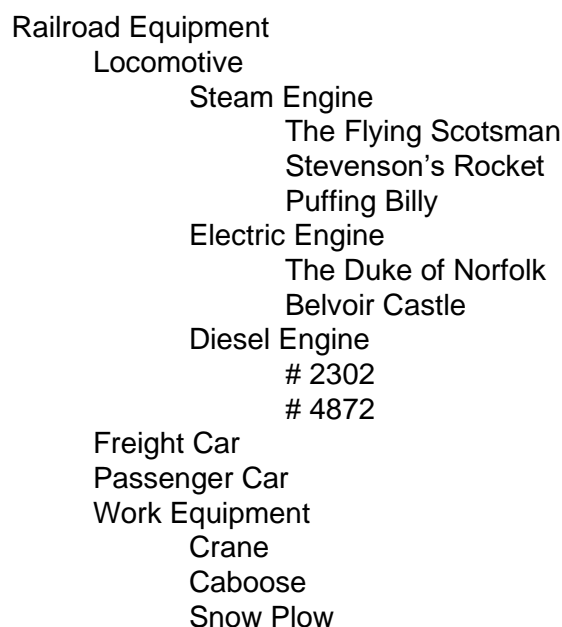 Railroad Equipment
Locomotive
Steam Engine
The Flying Scotsman
Stevenson’s Rocket
Puffing Billy
Electric Engine
The Duke of Norfolk
Belvoir Castle
Diesel Engine
# 2302
# 4872
Freight Car
Passenger Car
Work Equipment
Crane
Caboose
Snow Plow